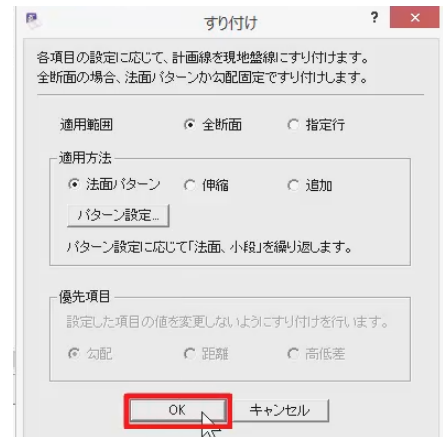 すり付け ? ×
各項目の設定に応じて、計画線を現地盤線にすり付けます。
全断面の場合、法面パターンか勾配固定ですり付けします。
適用範囲 全断面 指定行
適用方法
法面パターン 伸縮 追加
パターン設定...
パターン設定に応じて「法面、小段」を繰り返します。
優先項目
設定した項目の値を変更しないようにすり付けを行います。
勾配 距離 高低差
OK キャンセル